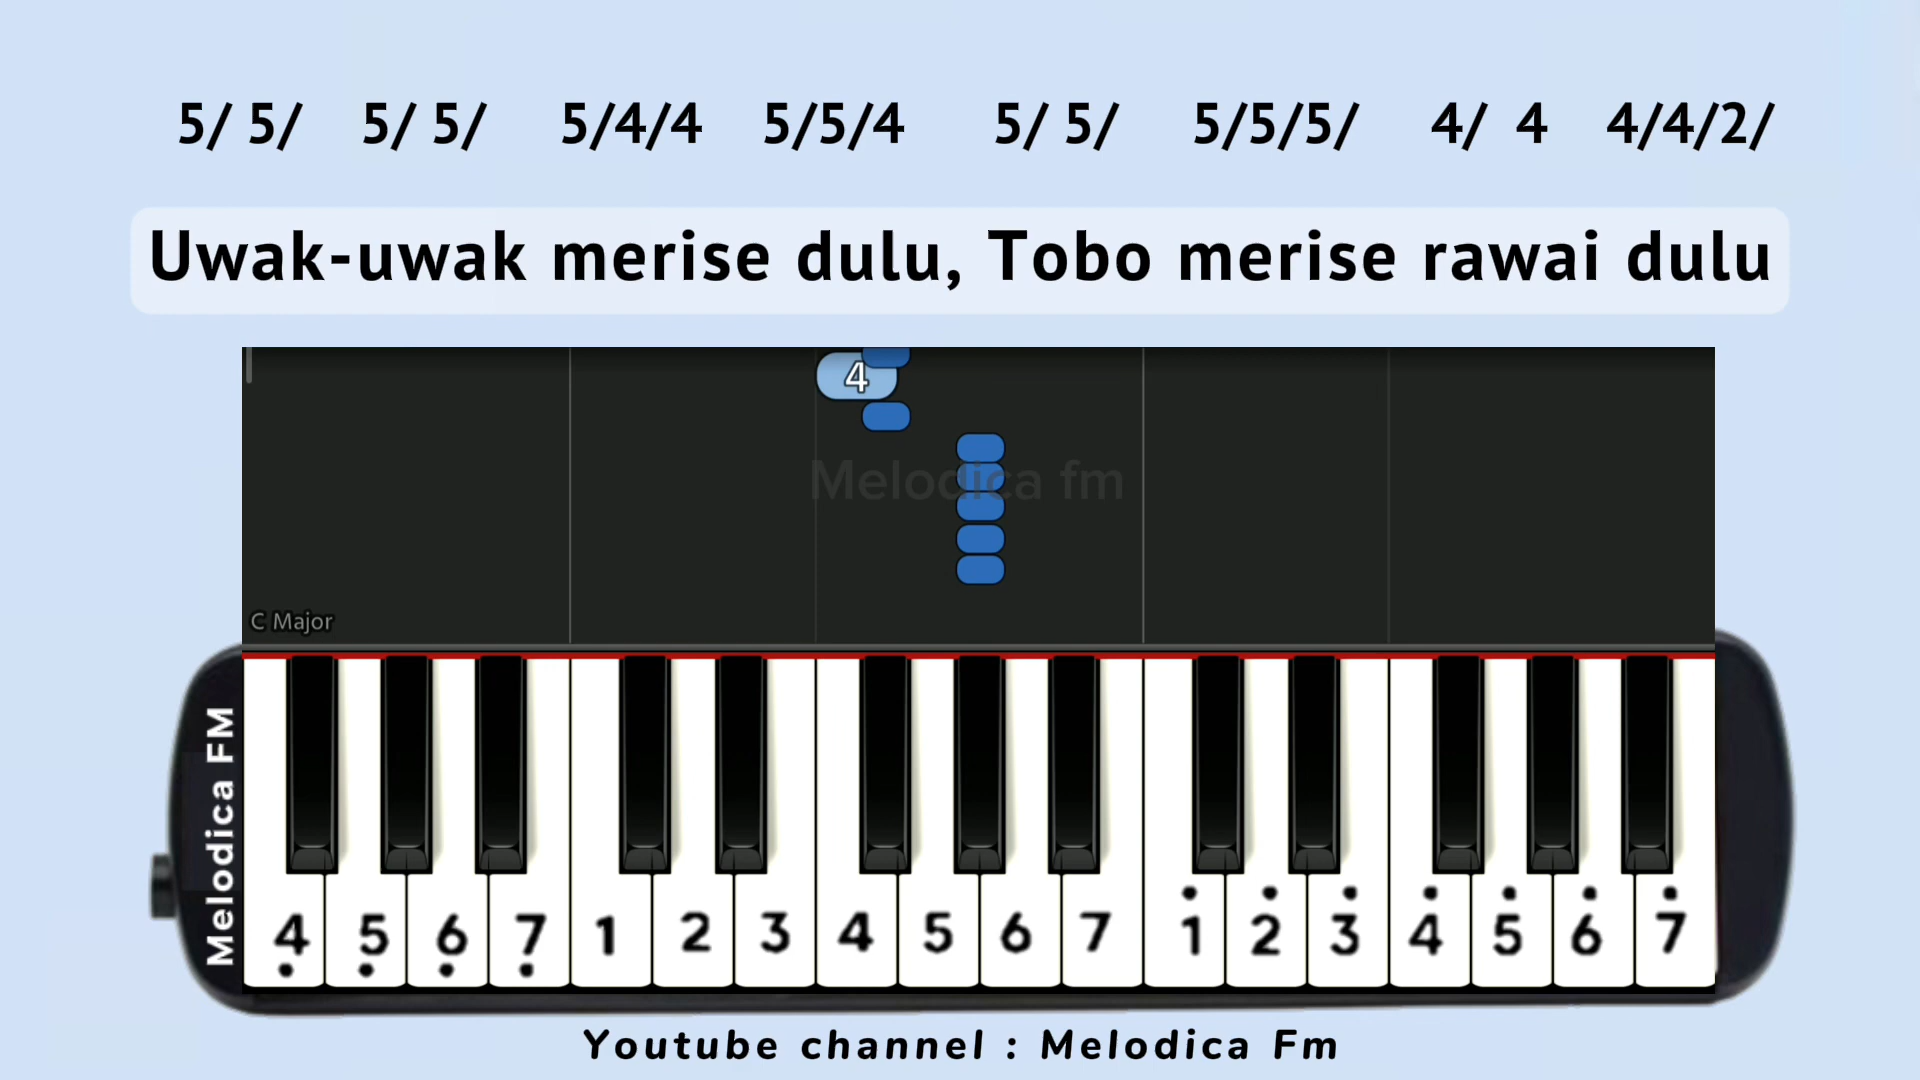 5/ 5/ 5/ 5/ 5/4/4 5/5/4 5/ 5/ 5/5/5/ 4/ 4 4/4/2/
Uwak-uwak merise dulu, Tobo merise rawai dulu
4
Melodica fm
C Major
Melodica FM
4 5 6 7 1 2 3 4 5 6 7 1 2 3 4 5 6 7
Youtube channel : Melodica Fm